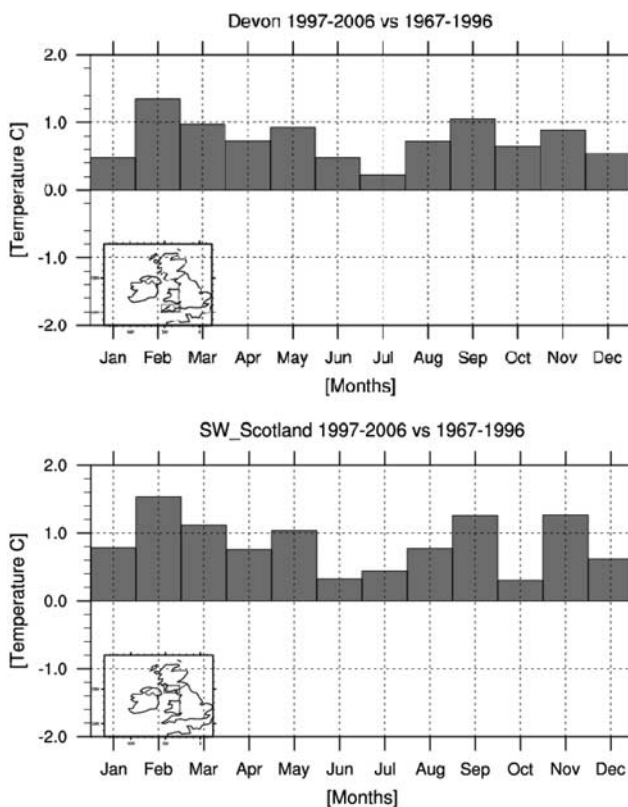 Devon 1997-2006 vs 1967-1996
[Temperature C]
2.0
1.0
0.0
-1.0
-2.0
Jan Feb Mar Apr May Jun Jul Aug Sep Oct Nov Dec
[Months]
SW_Scotland 1997-2006 vs 1967-1996
[Temperature C]
2.0
1.0
0.0
-1.0
-2.0
Jan Feb Mar Apr May Jun Jul Aug Sep Oct Nov Dec
[Months]